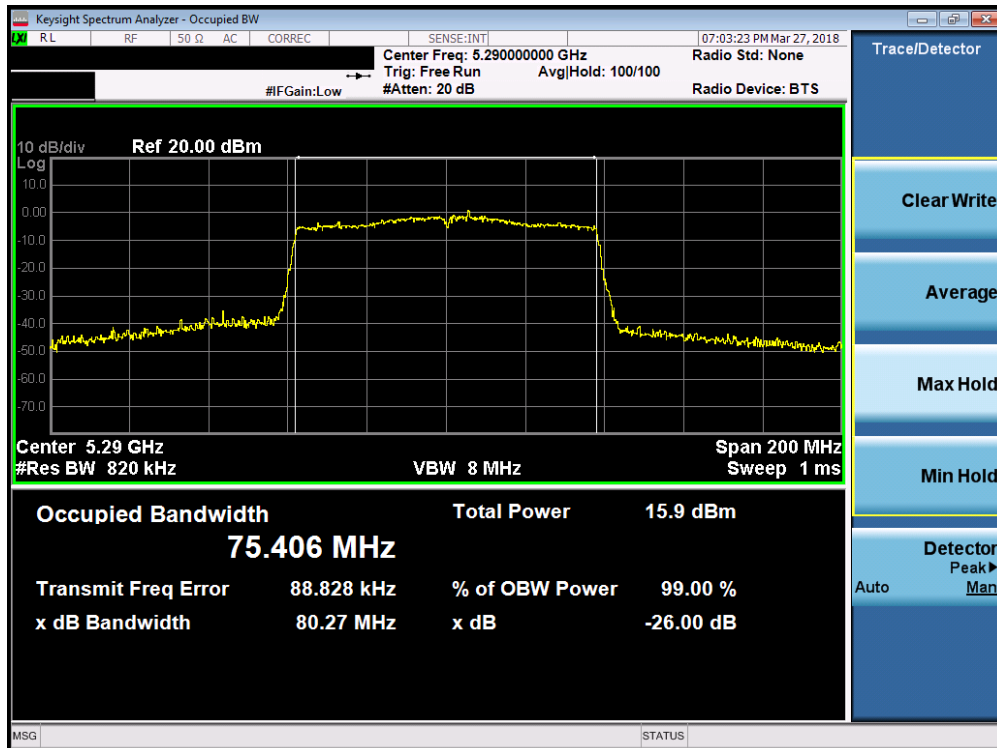 Keysight Spectrum Analyzer - Occupied BW
LXI RL RF 50 Ω AC CORREC SENSE:INT 07:03:23 PM Mar 27, 2018
Center Freq: 5.290000000 GHz Radio Std: None
Trig: Free Run Avg|Hold: 100/100
#IFGain:Low #Atten: 20 dB Radio Device: BTS
Trace/Detector
10 dB/div Ref 20.00 dBm
Log
10.0
0.00
-10.0
-20.0
-30.0
-40.0
-50.0
-60.0
-70.0
Center 5.29 GHz Span 200 MHz
#Res BW 820 kHz VBW 8 MHz Sweep 1 ms
Occupied Bandwidth Total Power 15.9 dBm
75.406 MHz
Transmit Freq Error 88.828 kHz % of OBW Power 99.00 %
x dB Bandwidth 80.27 MHz x dB -26.00 dB
Clear Write
Average
Max Hold
Min Hold
Detector
Peak
Auto Man
MSG STATUS